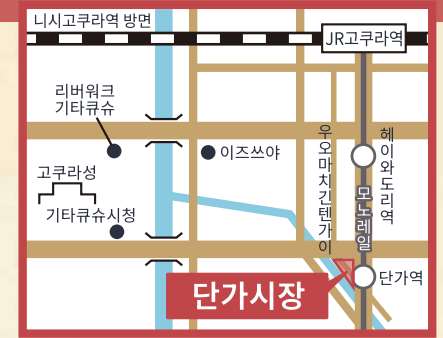 니시고쿠라역 방면
JR고쿠라역
리버워크
기타큐슈
이즈쓰야
우오마치긴텐가이
헤이와도리역
고쿠라성
모노레일
기타큐슈시청
단가역
단가시장